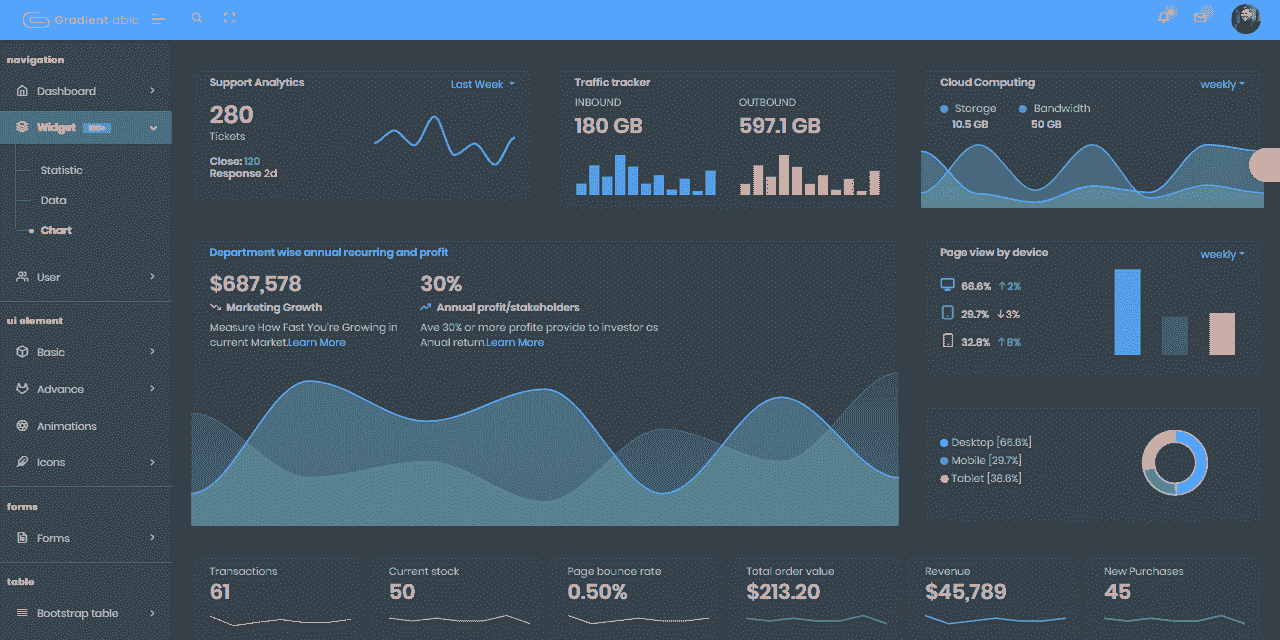 Gradient able
navigation
Dashboard
Widget 100+
Statistic
Data
Chart
User
ui element
Basic
Advance
Animations
Icons
forms
Forms
table
Bootstrap table
Support Analytics
Last Week
280
Tickets
Close: 120
Response 2d
Traffic tracker
INBOUND
180 GB
OUTBOUND
597.1 GB
Cloud Computing
weekly
Storage
10.5 GB
Bandwidth
50 GB
Department wise annual recurring and profit
$687,578
Marketing Growth
Measure How Fast You're Growing in
current Market.Learn More
30%
Annual profit/stakeholders
Ave 30% or more profite provide to investor as
Anual return.Learn More
Page view by device
weekly
66.6% ↑2%
29.7% ↓3%
32.8% ↑8%
Desktop [66.6%]
Mobile [29.7%]
Tablet [38.6%]
Transactions
61
Current stock
50
Page bounce rate
0.50%
Total order value
$213.20
Revenue
$45,789
New Purchases
45